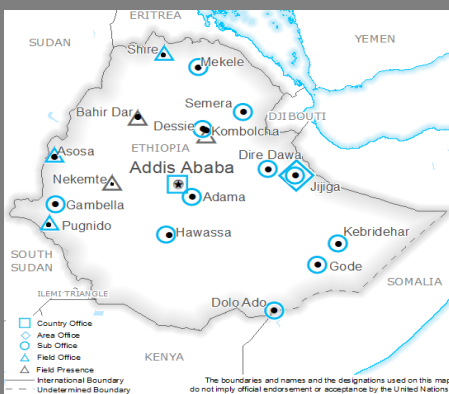 ERITREA
SUDAN
YEMEN
Shire
Mekele
Semera
Bahir Dar
DJIBOUTI
Dessie
Kombolcha
ETHIOPIA
Asosa
Dire Dawa
Addis Ababa
Nekemte
Jijiga
Gambella
Adama
Pugnido
Hawassa
Kebridehar
SOUTH
SUDAN
Gode
SOMALIA
ILEMI TRIANGLE
Dolo Ado
Country Office
Area Office
Sub Office
Field Office
KENYA
Field Presence
International Boundary
Undetermined Boundary
The boundaries and names and the designations used on this map
do not imply official endorsement or acceptance by the United Nations